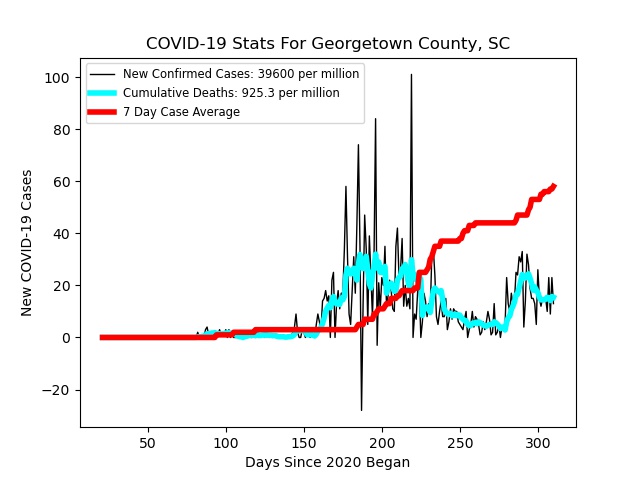 COVID-19 Stats For Georgetown County, SC
New Confirmed Cases: 39600 per million
Cumulative Deaths: 925.3 per million
7 Day Case Average
New COVID-19 Cases
100
80
60
40
20
0
−20
50 100 150 200 250 300
Days Since 2020 Began